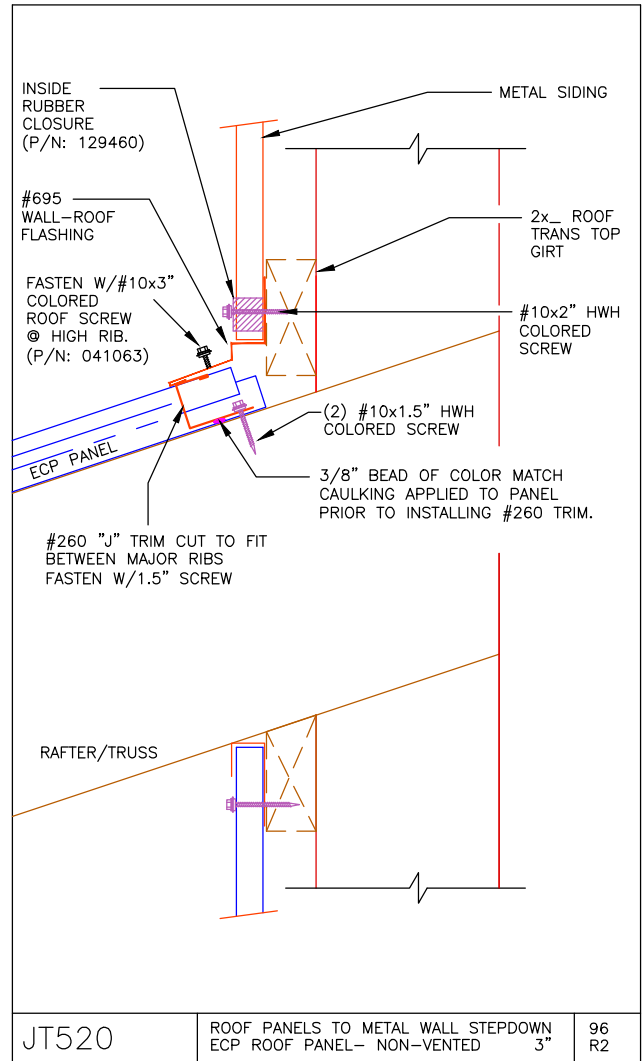 INSIDE
RUBBER
CLOSURE
(P/N: 129460)
METAL SIDING
#695
WALL-ROOF
FLASHING
2x_ ROOF
TRANS TOP
GIRT
FASTEN W/#10x3"
COLORED
ROOF SCREW
@ HIGH RIB.
(P/N: 041063)
#10x2" HWH
COLORED
SCREW
(2) #10x1.5" HWH
COLORED SCREW
ECP PANEL
3/8" BEAD OF COLOR MATCH
CAULKING APPLIED TO PANEL
PRIOR TO INSTALLING #260 TRIM.
#260 "J" TRIM CUT TO FIT
BETWEEN MAJOR RIBS
FASTEN W/1.5" SCREW
RAFTER/TRUSS
JT520
ROOF PANELS TO METAL WALL STEPDOWN
ECP ROOF PANEL- NON-VENTED 3"
96
R2